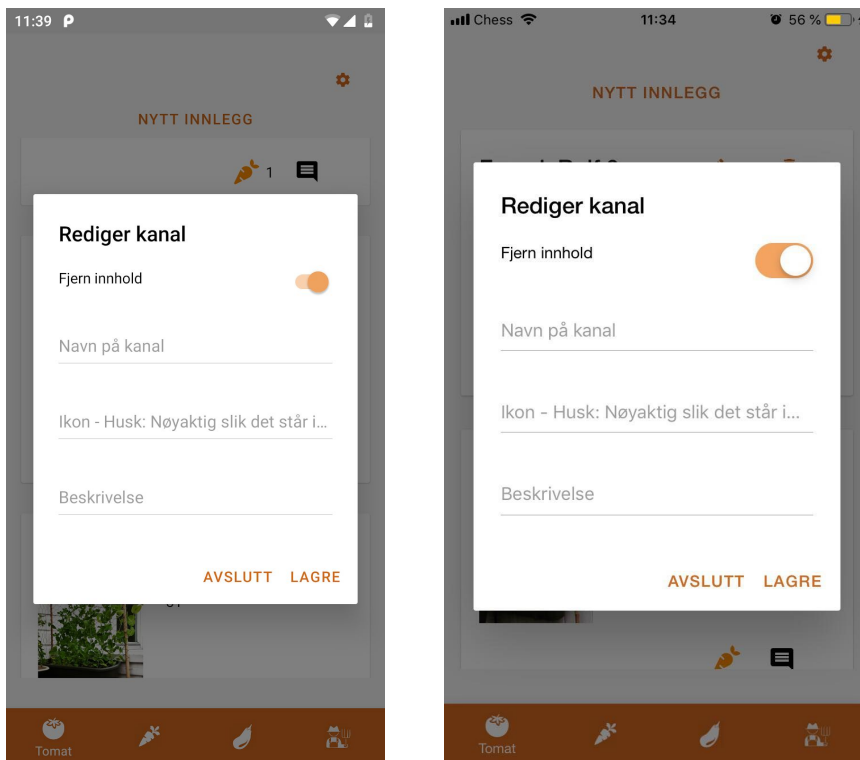 11:39
NYTT INNLEGG
1
Rediger kanal
Fjern innhold
Navn på kanal
Ikon - Husk: Nøyaktig slik det står i...
Beskrivelse
AVSLUTT LAGRE
Tomat
Chess 11:34 56 %
NYTT INNLEGG
Rediger kanal
Fjern innhold
Navn på kanal
Ikon - Husk: Nøyaktig slik det står i...
Beskrivelse
AVSLUTT LAGRE
Tomat